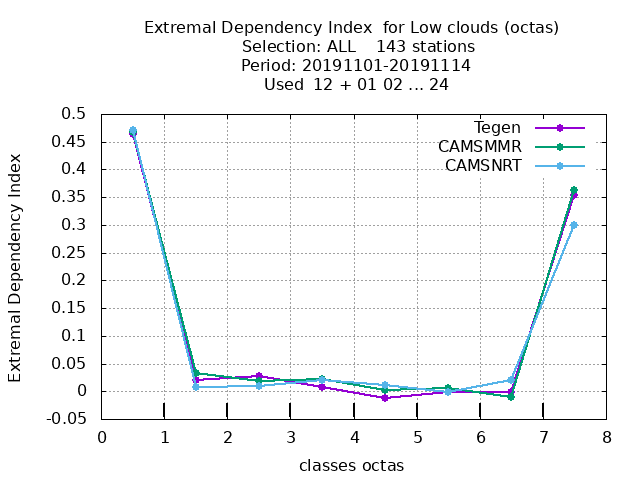 Extremal Dependency Index  for Low clouds (octas)
Selection: ALL    143 stations
Period: 20191101-20191114
Used  12 + 01 02 ... 24
Tegen
CAMSMMR
CAMSNRT
Extremal Dependency Index
0.5
0.45
0.4
0.35
0.3
0.25
0.2
0.15
0.1
0.05
0
-0.05
0 1 2 3 4 5 6 7 8
classes octas